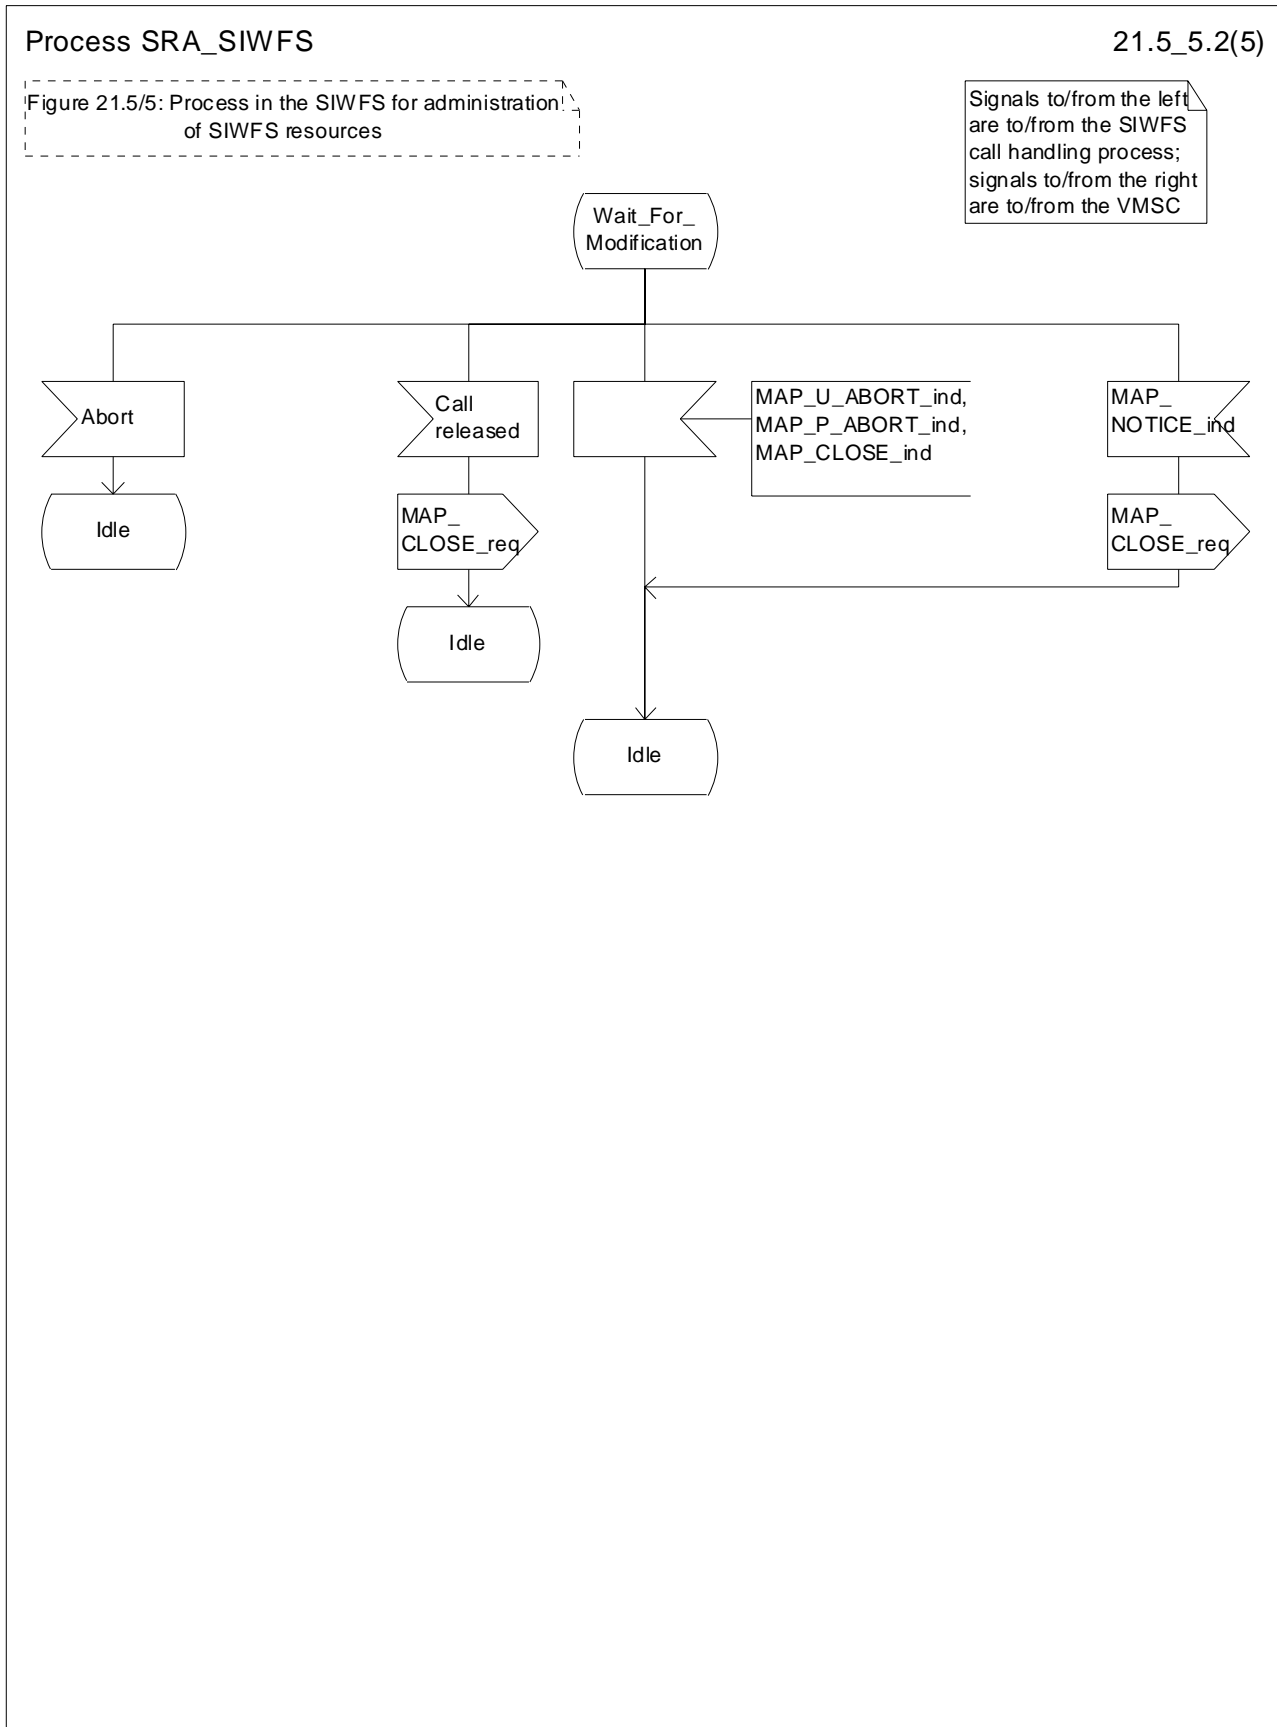 Process SRA_SIWFS
21.5_5.2(5)
Figure 21.5/5: Process in the SIWFS for administration
of SIWFS resources
Signals to/from the left
are to/from the SIWFS
call handling process;
signals to/from the right
are to/from the VMSC
Wait_For_
Modification
Abort
Call
released
MAP_U_ABORT_ind,
MAP_P_ABORT_ind,
MAP_CLOSE_ind
MAP_
NOTICE_ind
Idle
MAP_
CLOSE_req
MAP_
CLOSE_req
Idle
Idle